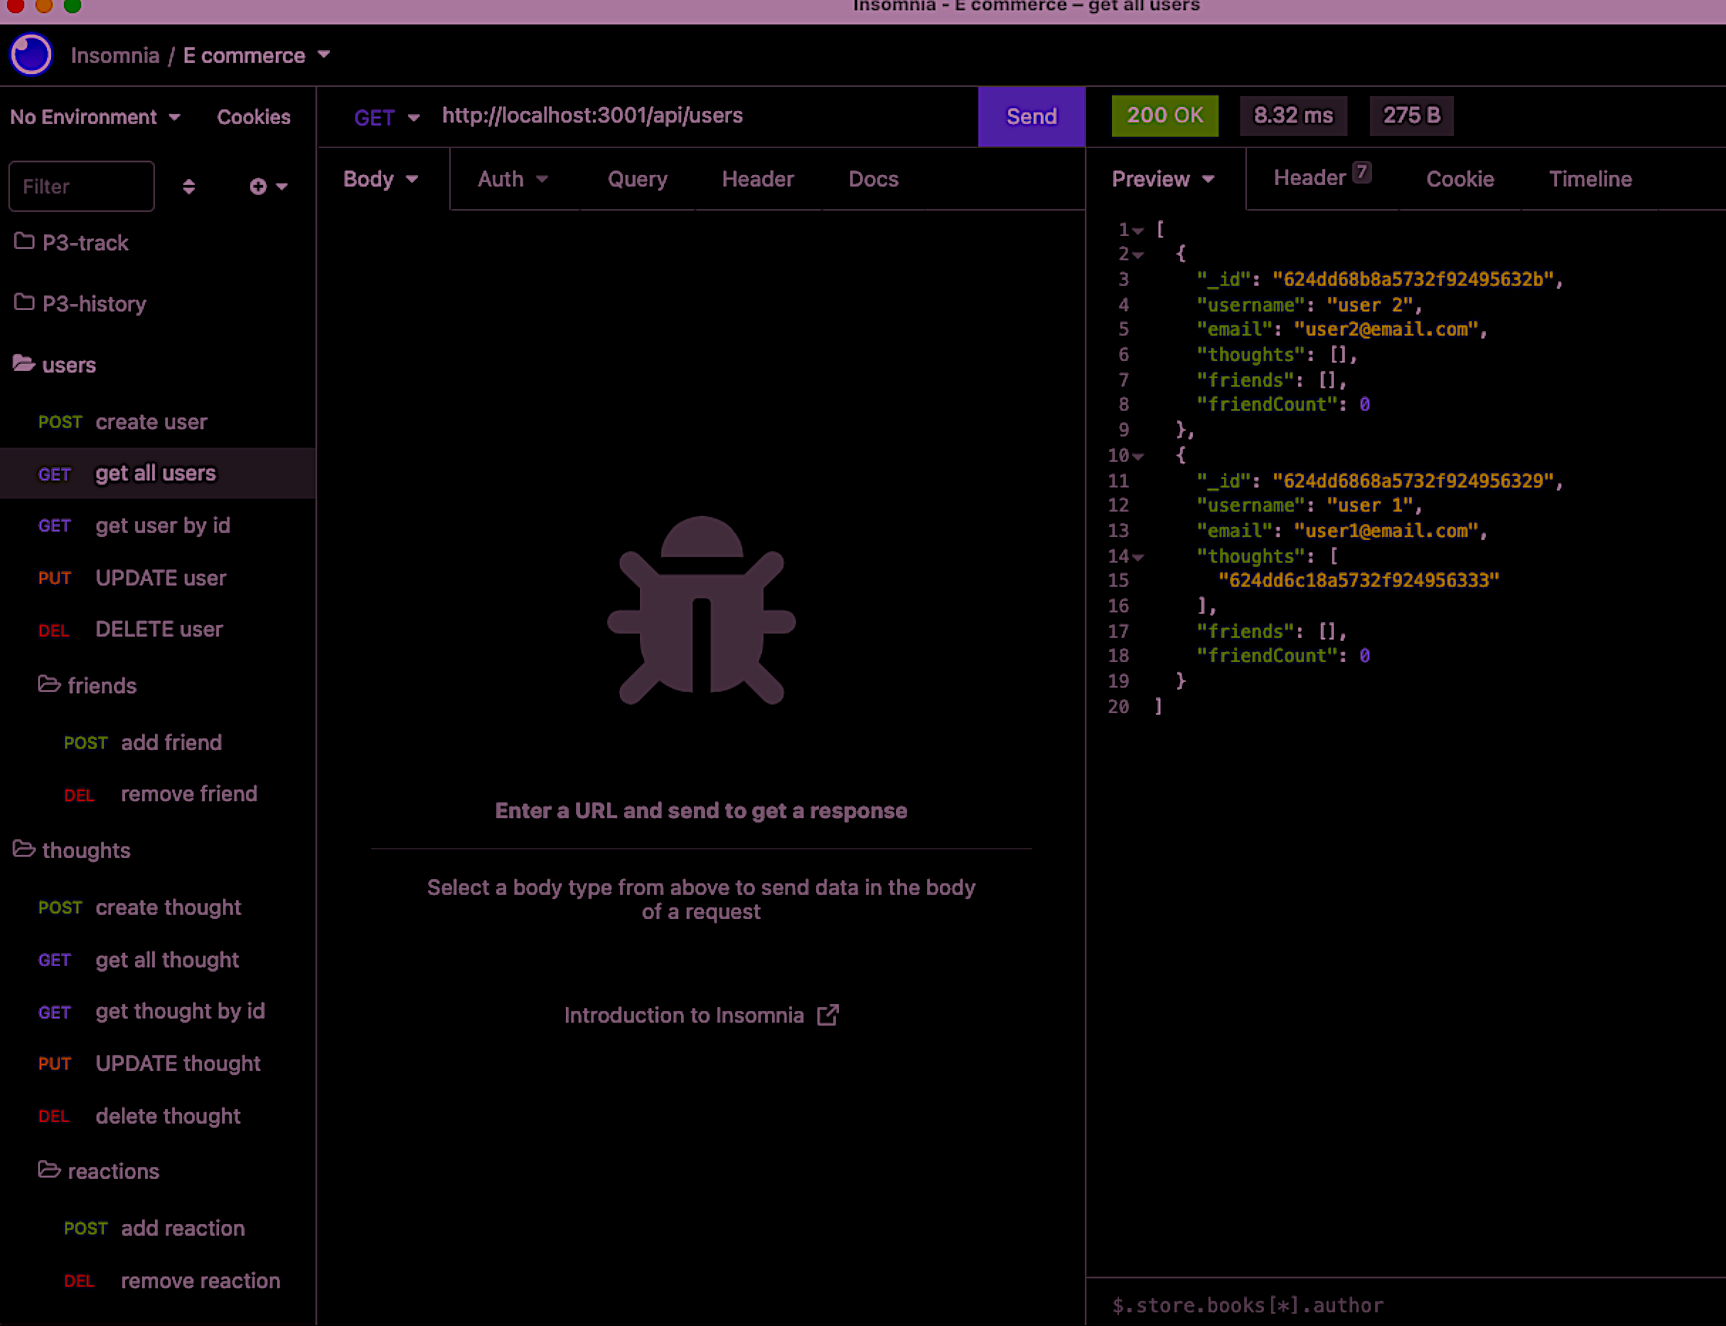 Insomnia - E commerce – get all users
Insomnia / E commerce
No Environment
Cookies
Filter
P3-track
P3-history
users
POST create user
GET get all users
GET get user by id
PUT UPDATE user
DEL DELETE user
friends
POST add friend
DEL remove friend
thoughts
POST create thought
GET get all thought
GET get thought by id
PUT UPDATE thought
DEL delete thought
reactions
POST add reaction
DEL remove reaction
GET http://localhost:3001/api/users
Send
Body Auth Query Header Docs
Enter a URL and send to get a response
Select a body type from above to send data in the body
of a request
Introduction to Insomnia
200 OK 8.32 ms 275 B
Preview Header 7 Cookie Timeline
1 [
2 {
3 "_id": "624dd68b8a5732f92495632b",
4 "username": "user 2",
5 "email": "user2@email.com",
6 "thoughts": [],
7 "friends": [],
8 "friendCount": 0
9 },
10 {
11 "_id": "624dd6868a5732f924956329",
12 "username": "user 1",
13 "email": "user1@email.com",
14 "thoughts": [
15 "624dd6c18a5732f924956333"
16 ],
17 "friends": [],
18 "friendCount": 0
19 }
20 ]
$.store.books[*].author